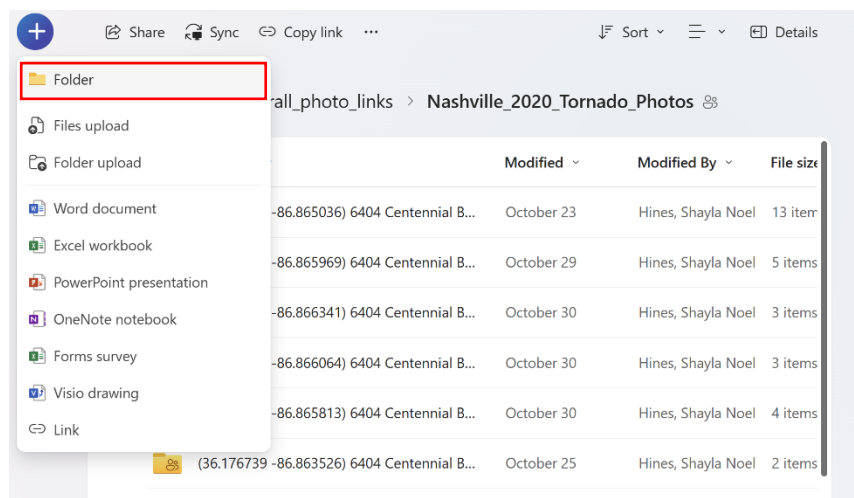 + Share Sync Copy link ... Sort Details
Folder
rall_photo_links > Nashville_2020_Tornado_Photos
Files upload
Folder upload
Modified Modified By File size
Word document
-86.865036) 6404 Centennial B... October 23 Hines, Shayla Noel 13 item
Excel workbook
-86.865969) 6404 Centennial B... October 29 Hines, Shayla Noel 5 items
PowerPoint presentation
-86.866341) 6404 Centennial B... October 30 Hines, Shayla Noel 3 items
OneNote notebook
Forms survey
-86.866064) 6404 Centennial B... October 30 Hines, Shayla Noel 3 items
Visio drawing
-86.865813) 6404 Centennial B... October 30 Hines, Shayla Noel 4 items
Link
(36.176739 -86.863526) 6404 Centennial B... October 25 Hines, Shayla Noel 2 items